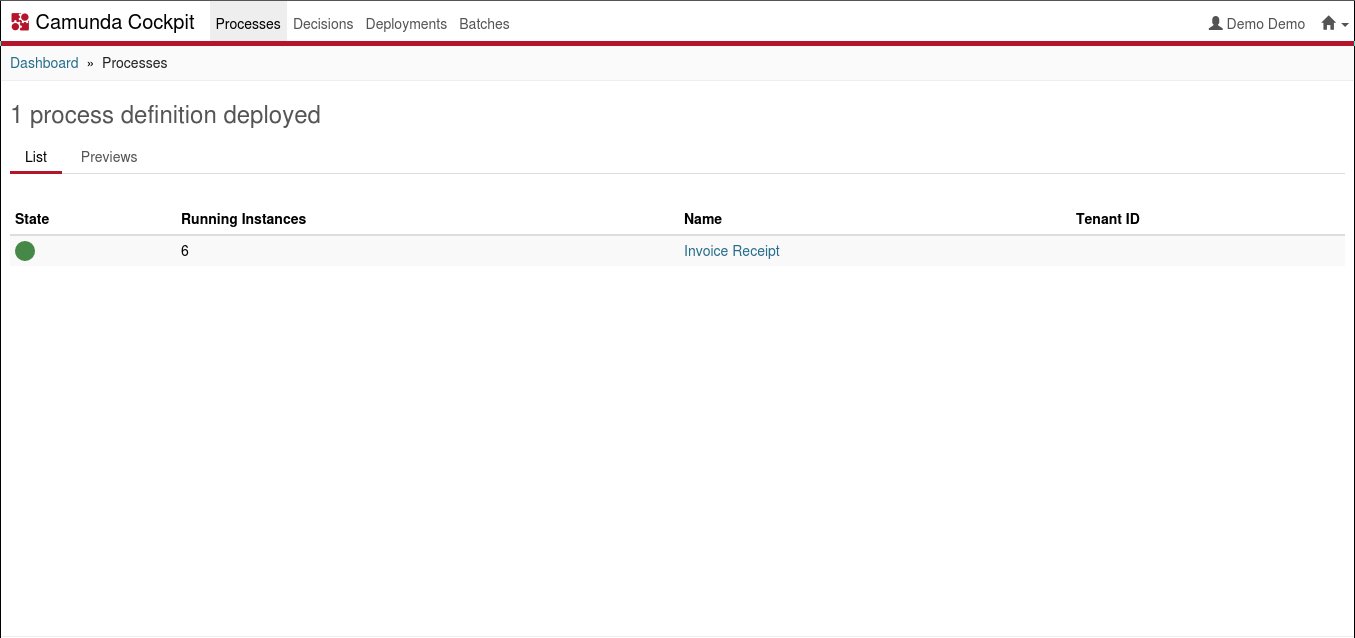 Camunda Cockpit Processes Decisions Deployments Batches Demo Demo
Dashboard » Processes
1 process definition deployed
List Previews
State Running Instances Name Tenant ID
6 Invoice Receipt